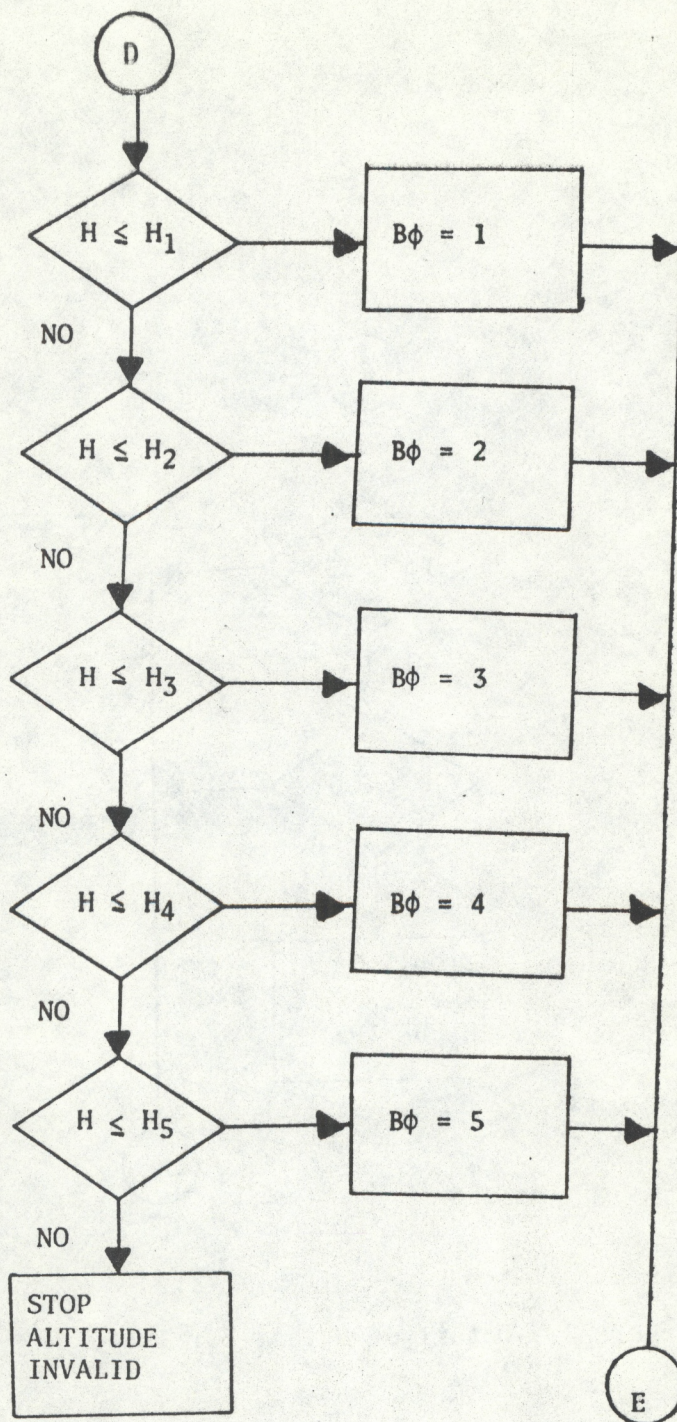 D
H ≤ H1
Bϕ = 1
NO
H ≤ H2
Bϕ = 2
NO
H ≤ H3
Bϕ = 3
NO
H ≤ H4
Bϕ = 4
NO
H ≤ H5
Bϕ = 5
NO
STOP
ALTITUDE
INVALID
E